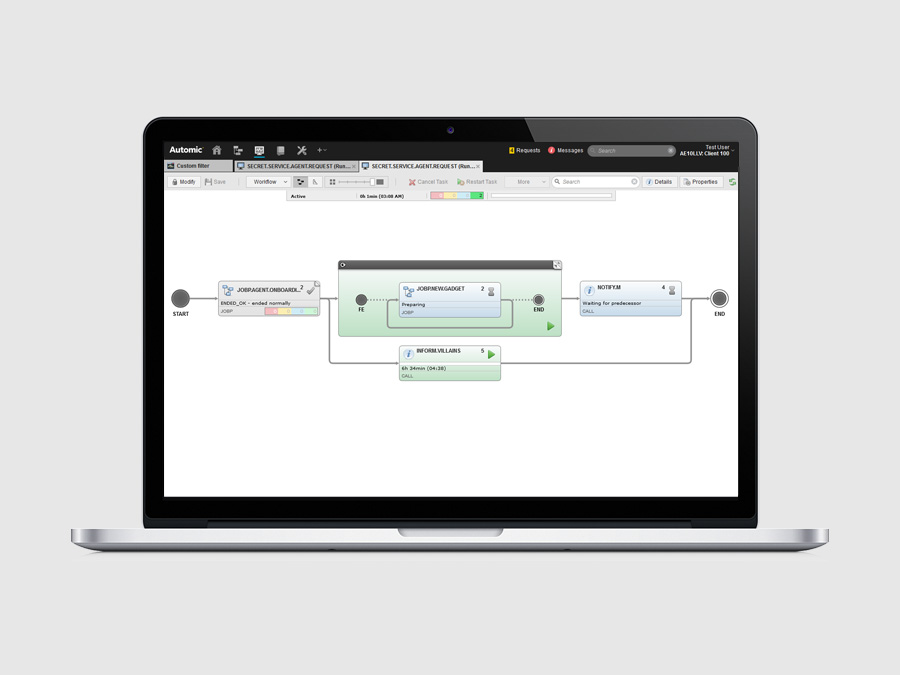 Automic
4 Requests
Messages
Search
Test User
AE10LLV: Client 100
Custom filter
SECRET.SERVICE.AGENT.REQUEST (Run...
SECRET.SERVICE.AGENT.REQUEST (Run...
Modify
Save
Workflow
Cancel Task
Restart Task
More
Search
Details
Properties
Active
0h 1min (03:08 AM)
2
START
JOBP.AGENT.ONBOARDI...
2
ENDED_OK - ended normally
JOBP
FE
JOBP.NEW.GADGET
2
Preparing
JOBP
END
NOTIFY.M
4
Waiting for predecessor
CALL
END
INFORM.VILLAINS
5
6h 34min (04:38)
CALL